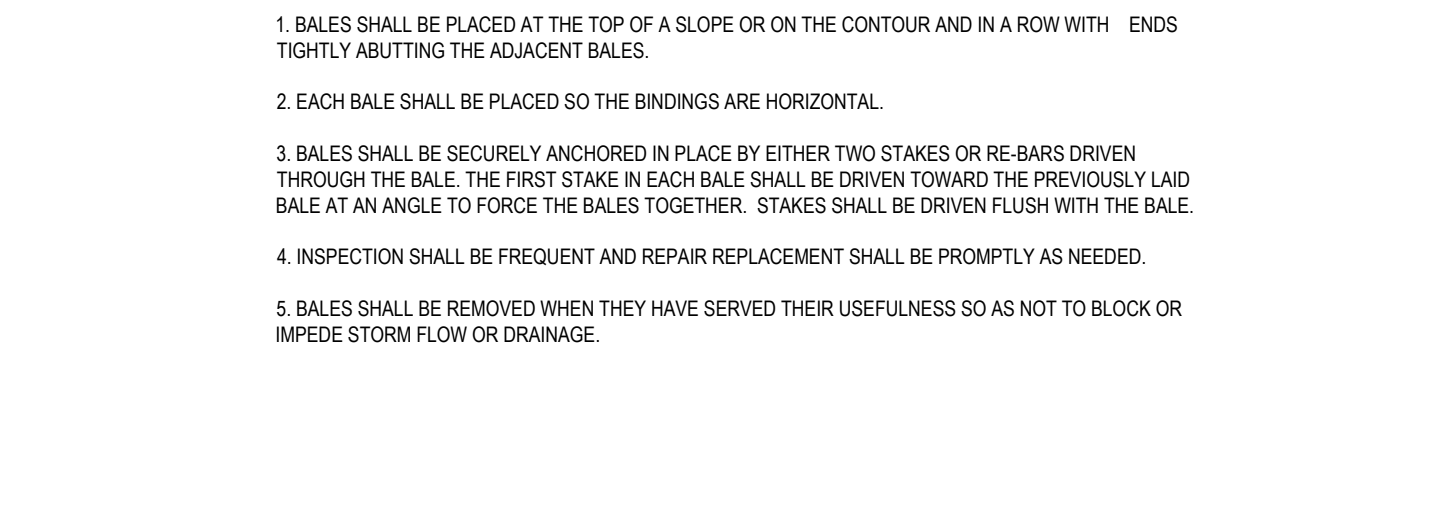 1. BALES SHALL BE PLACED AT THE TOP OF A SLOPE OR ON THE CONTOUR AND IN A ROW WITH    ENDS
TIGHTLY ABUTTING THE ADJACENT BALES.
2. EACH BALE SHALL BE PLACED SO THE BINDINGS ARE HORIZONTAL.
3. BALES SHALL BE SECURELY ANCHORED IN PLACE BY EITHER TWO STAKES OR RE-BARS DRIVEN
THROUGH THE BALE. THE FIRST STAKE IN EACH BALE SHALL BE DRIVEN TOWARD THE PREVIOUSLY LAID
BALE AT AN ANGLE TO FORCE THE BALES TOGETHER.  STAKES SHALL BE DRIVEN FLUSH WITH THE BALE.
4. INSPECTION SHALL BE FREQUENT AND REPAIR REPLACEMENT SHALL BE PROMPTLY AS NEEDED.
5. BALES SHALL BE REMOVED WHEN THEY HAVE SERVED THEIR USEFULNESS SO AS NOT TO BLOCK OR
IMPEDE STORM FLOW OR DRAINAGE.